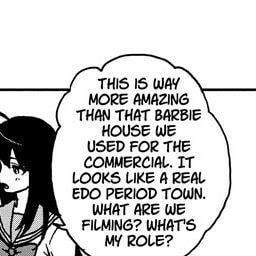 THIS IS WAY
MORE AMAZING
THAN THAT BARBIE
HOUSE WE
USED FOR THE
COMMERCIAL. IT
LOOKS LIKE A REAL
EDO PERIOD TOWN.
WHAT ARE WE
FILMING? WHAT'S
MY ROLE?